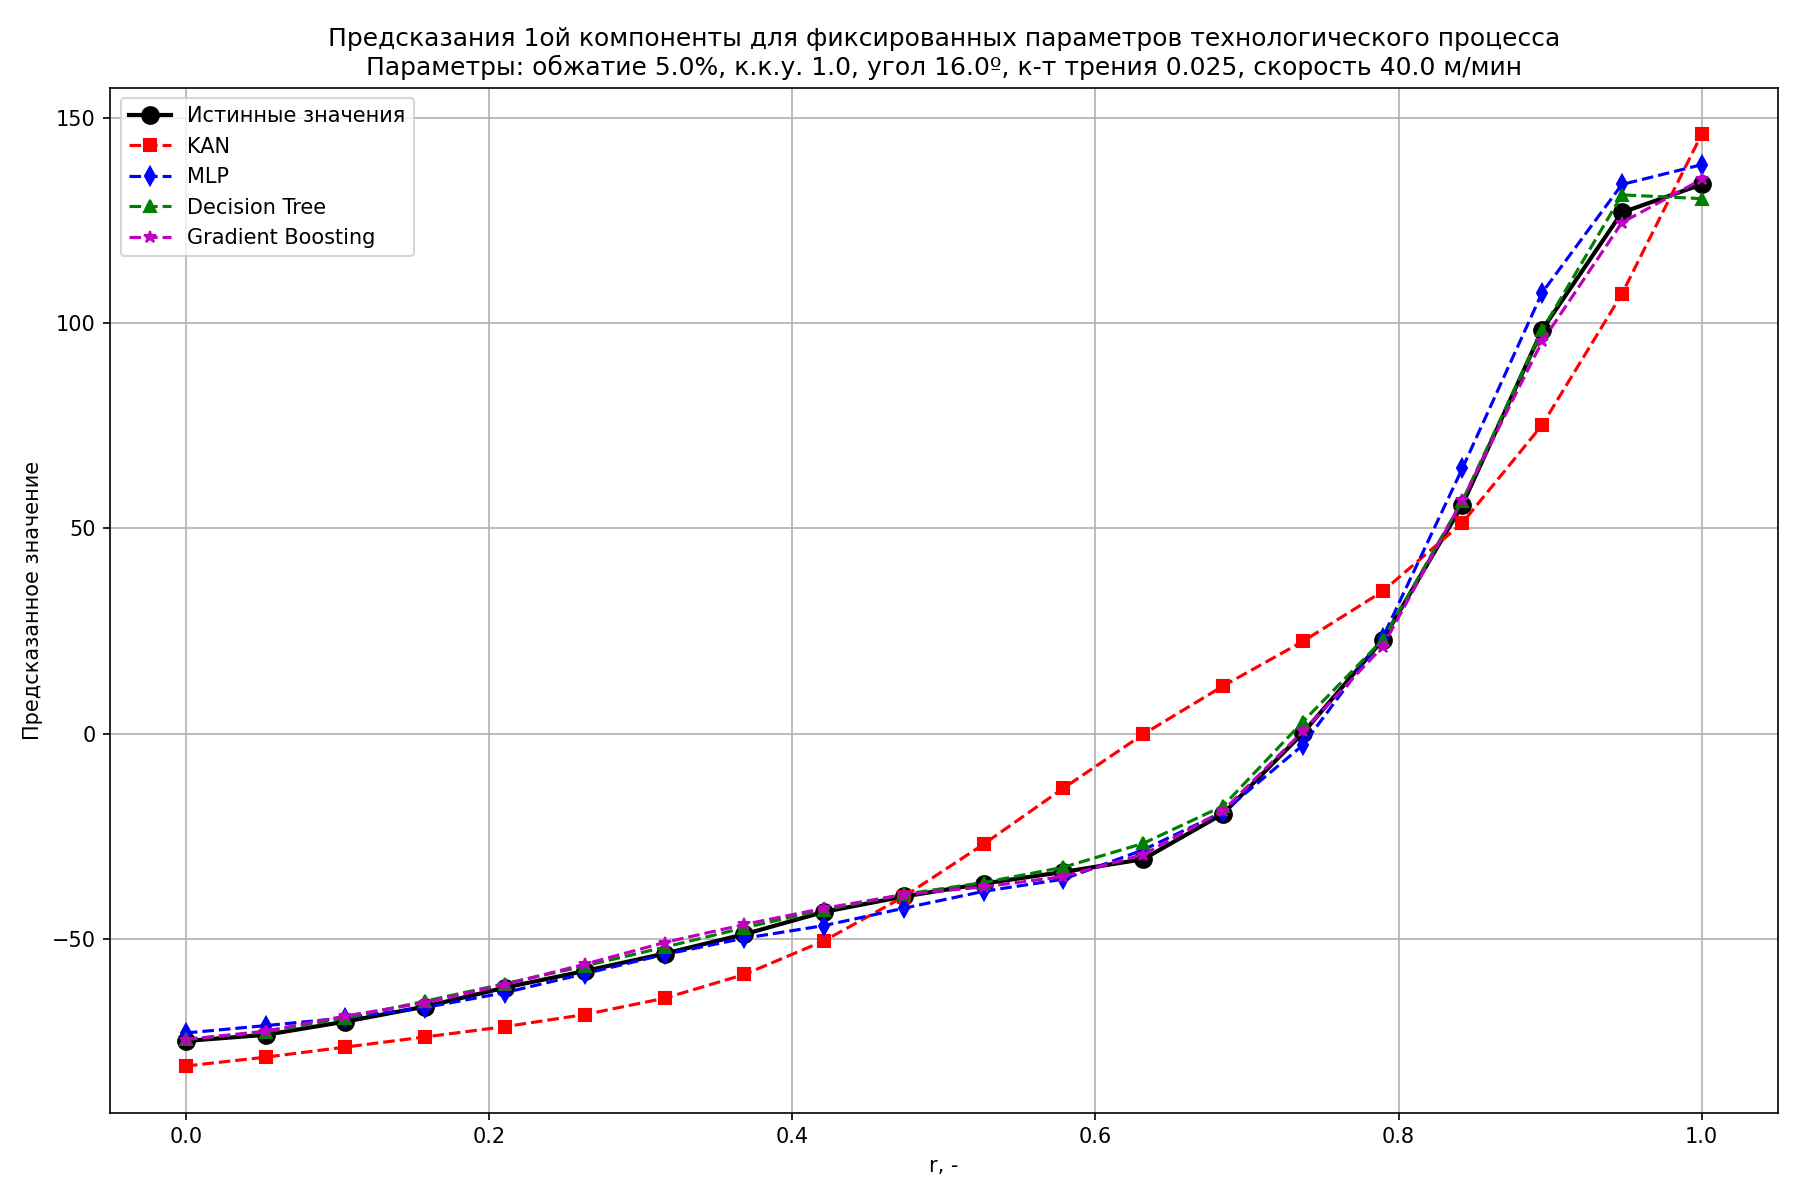 Предсказания 1ой компоненты для фиксированных параметров технологического процесса
Параметры: обжатие 5.0%, к.к.у. 1.0, угол 16.0º, к-т трения 0.025, скорость 40.0 м/мин
Истинные значения
KAN
MLP
Decision Tree
Gradient Boosting
Предсказанное значение
150
100
50
0
−50
0.0
0.2
0.4
0.6
0.8
1.0
r, -